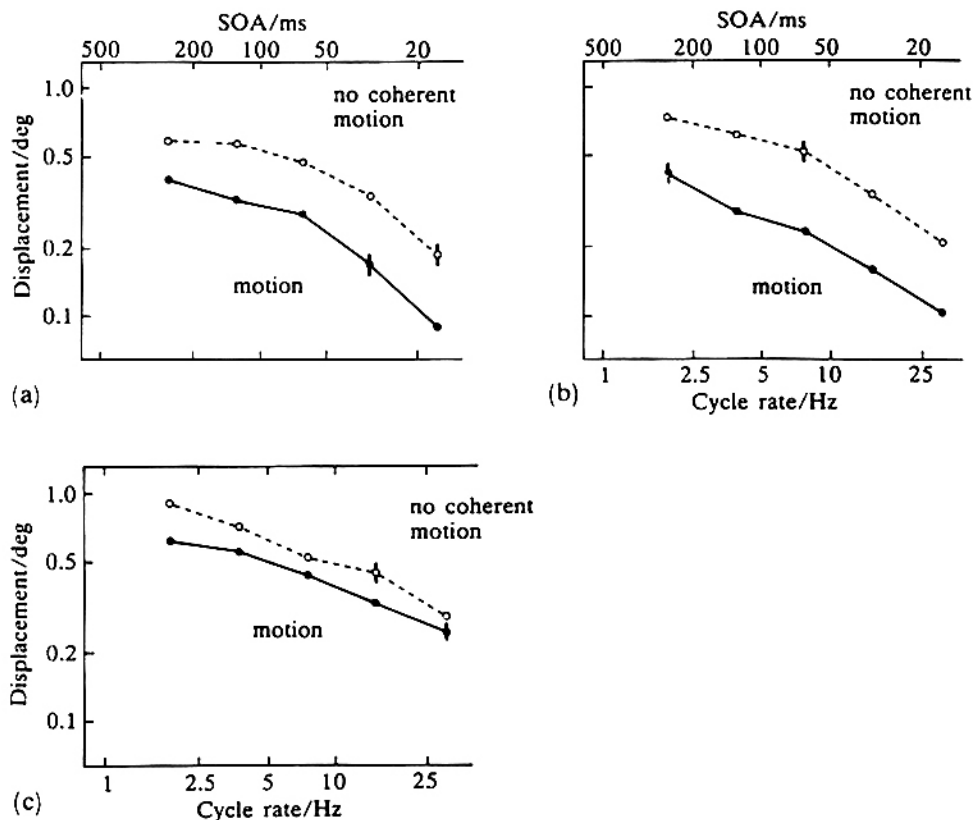 SOA/ms
500 200 100 50 20
1.0
0.5
0.2
0.1
Displacement/deg
no coherent
motion
motion
(a)
SOA/ms
500 200 100 50 20
no coherent
motion
motion
1 2.5 5 10 25
Cycle rate/Hz
(b)
1.0
0.5
0.2
0.1
Displacement/deg
no coherent
motion
motion
1 2.5 5 10 25
Cycle rate/Hz
(c)